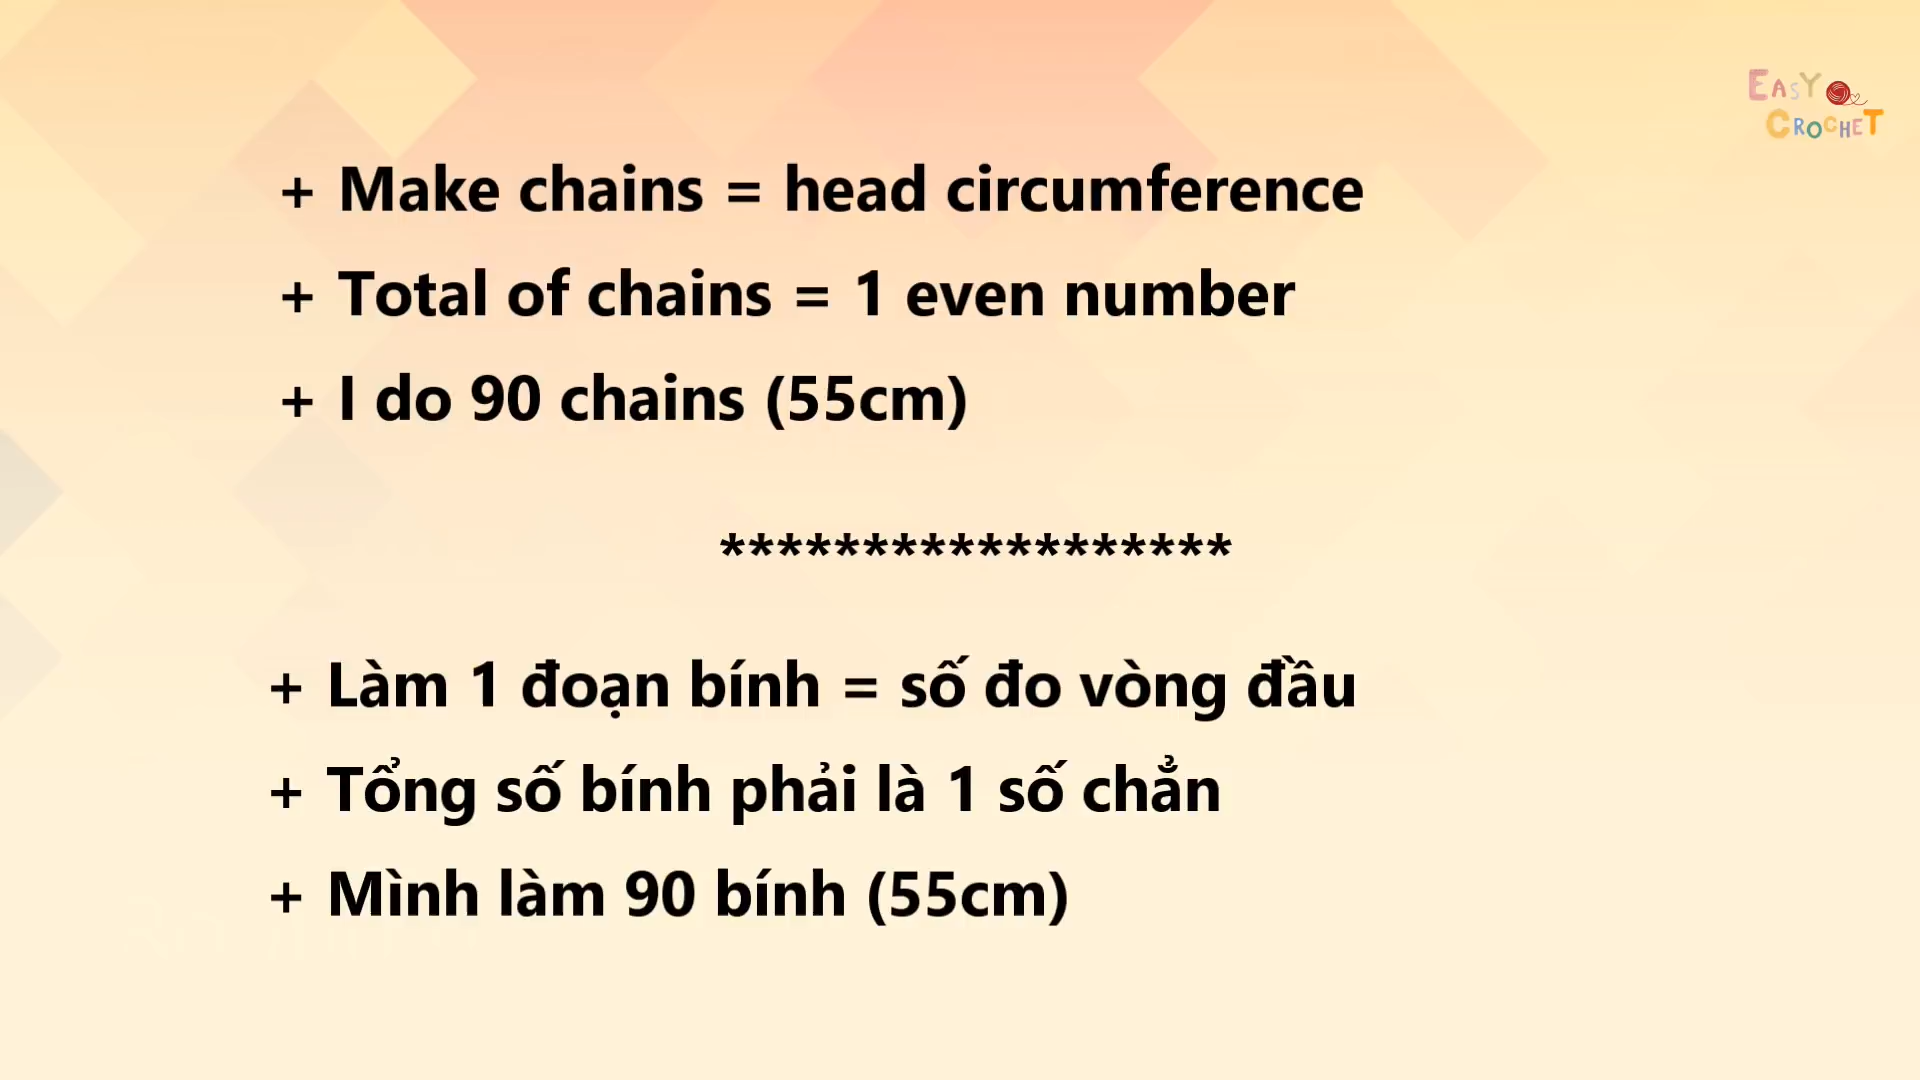 EASY
CROCHET
+ Make chains = head circumference
+ Total of chains = 1 even number
+ I do 90 chains (55cm)
******************
+ Làm 1 đoạn bính = số đo vòng đầu
+ Tổng số bính phải là 1 số chẳn
+ Mình làm 90 bính (55cm)